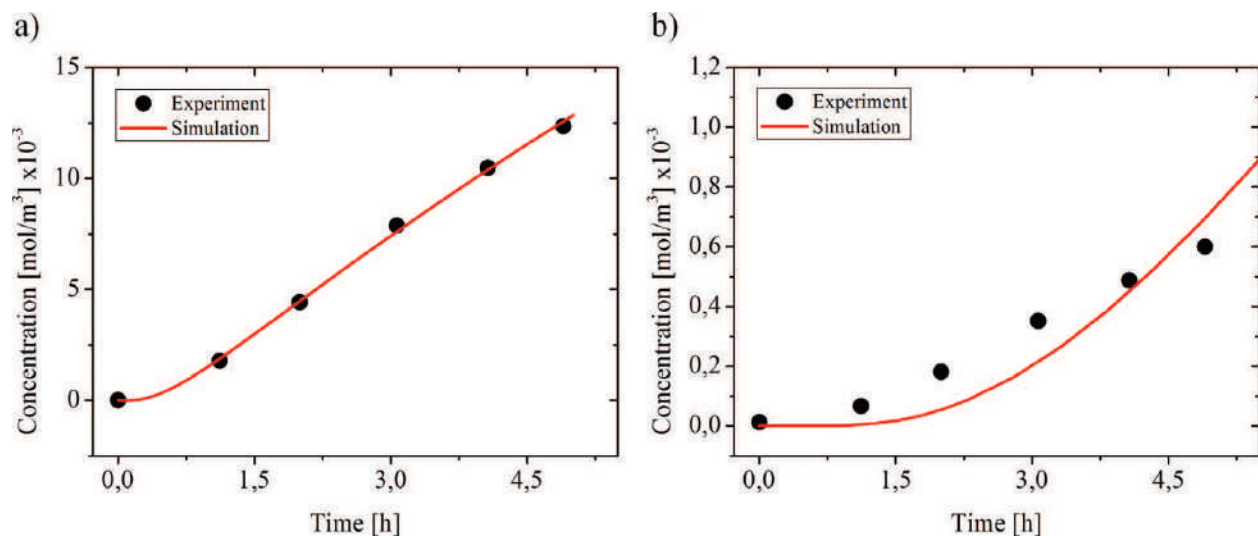 a)
Concentration [mol/m³] x10⁻³
15
10
5
0
Experiment
Simulation
0,0
1,5
3,0
4,5
Time [h]
b)
Concentration [mol/m³] x10⁻³
1,2
1,0
0,8
0,6
0,4
0,2
0,0
Experiment
Simulation
0,0
1,5
3,0
4,5
Time [h]